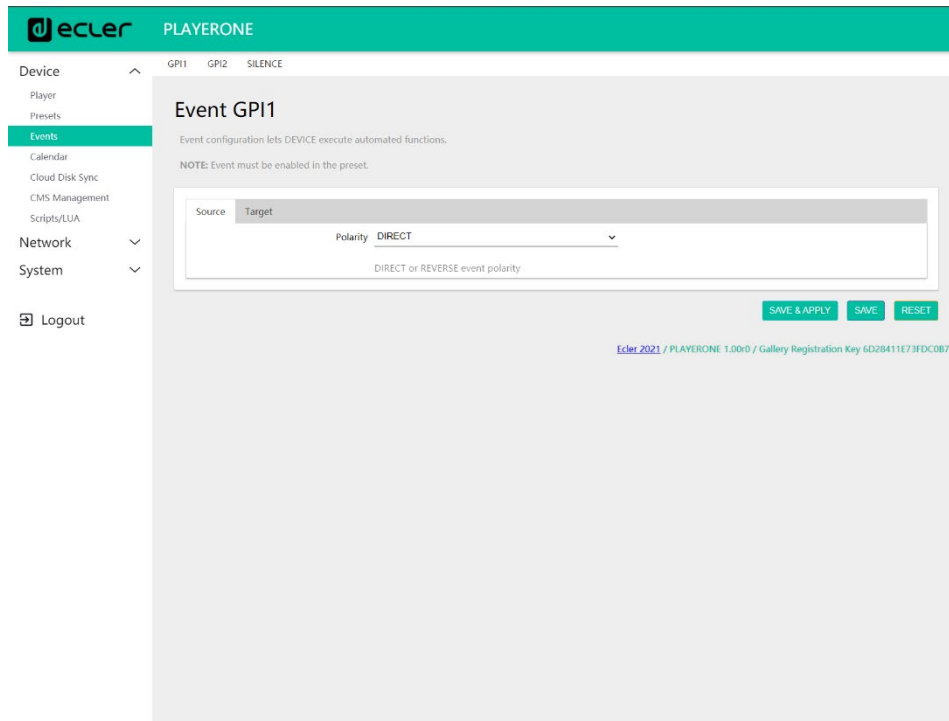 ecler PLAYERONE
GPI1 GPI2 SILENCE
Device
Player
Presets
Events
Calendar
Cloud Disk Sync
CMS Management
Scripts/LUA
Network
System
Logout
Event GPI1
Event configuration lets DEVICE execute automated functions.
NOTE: Event must be enabled in the preset.
Source Target
Polarity DIRECT
DIRECT or REVERSE event polarity
SAVE & APPLY SAVE RESET
Ecler 2021 / PLAYERONE 1.00r0 / Gallery Registration Key 6D28411E73FDC0B7